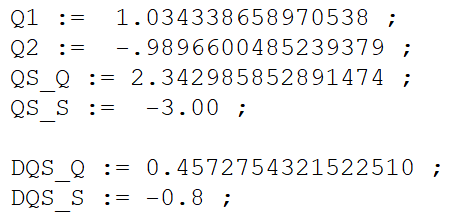 Q1 := 1.034338658970538 ;
Q2 := -.9896600485239379 ;
QS_Q := 2.342985852891474 ;
QS_S := -3.00 ;
DQS_Q := 0.4572754321522510 ;
DQS_S := -0.8 ;